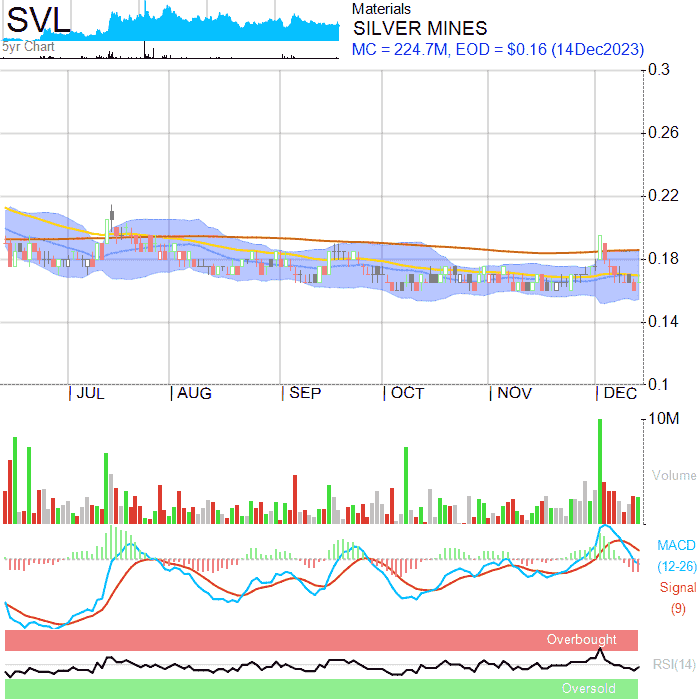 SVL
5yr Chart
Materials
SILVER MINES
MC = 224.7M, EOD = $0.16 (14Dec2023)
0.3
0.26
0.22
0.18
0.14
0.1
JUL AUG SEP OCT NOV DEC
10M
Volume
MACD
(12-26)
Signal
(9)
Overbought
RSI(14)
Oversold